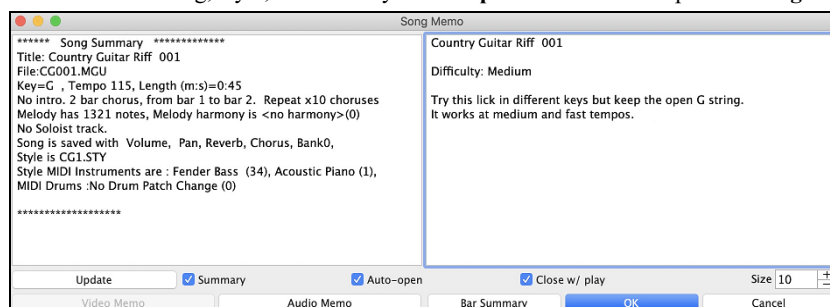 Song Memo
****** Song Summary *************
Title: Country Guitar Riff 001
File:CG001.MGU
Key=G , Tempo 115, Length (m:s)=0:45
No intro. 2 bar chorus, from bar 1 to bar 2. Repeat x10 choruses
Melody has 1321 notes, Melody harmony is <no harmony>(0)
No Soloist track.
Song is saved with Volume, Pan, Reverb, Chorus, Bank0,
Style is CG1.STY
Style MIDI Instruments are : Fender Bass (34), Acoustic Piano (1),
MIDI Drums :No Drum Patch Change (0)
*******************
Country Guitar Riff 001
Difficulty: Medium
Try this lick in different keys but keep the open G string.
It works at medium and fast tempos.
Update Summary Auto-open Close w/ play Size 10
Video Memo Audio Memo Bar Summary OK Cancel